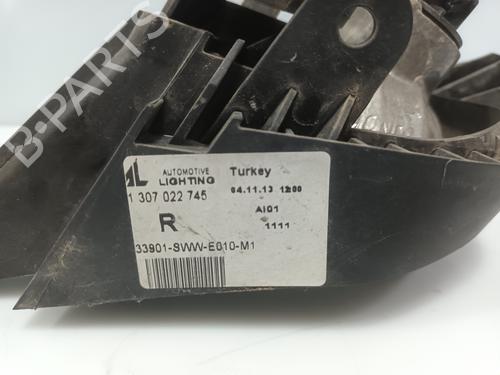 B-PARTS
AL AUTOMOTIVE LIGHTING
Turkey
04.11.13 12:00
1 307 022 745
AI01
R
1111
33901-SWW-E010-M1